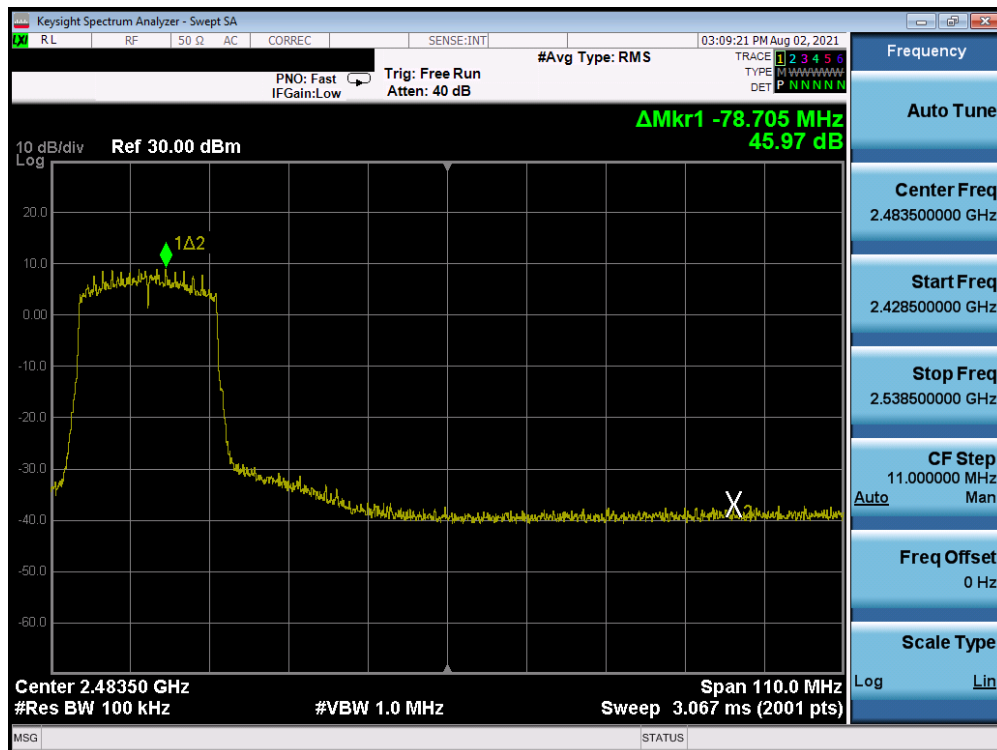 Keysight Spectrum Analyzer - Swept SA
LXI RL RF 50 Ω AC CORREC SENSE:INT 03:09:21 PM Aug 02, 2021
PNO: Fast
IFGain:Low
Trig: Free Run
Atten: 40 dB
#Avg Type: RMS
TRACE 1 2 3 4 5 6
TYPE M WWWWW
DET P N N N N N
ΔMkr1 -78.705 MHz
45.97 dB
10 dB/div
Log
Ref 30.00 dBm
20.0
10.0
0.00
-10.0
-20.0
-30.0
-40.0
-50.0
-60.0
1Δ2
X2
Center 2.48350 GHz
Span 110.0 MHz
#Res BW 100 kHz
#VBW 1.0 MHz
Sweep 3.067 ms (2001 pts)
MSG
STATUS
Frequency
Auto Tune
Center Freq
2.483500000 GHz
Start Freq
2.428500000 GHz
Stop Freq
2.538500000 GHz
CF Step
11.000000 MHz
Auto Man
Freq Offset
0 Hz
Scale Type
Log Lin